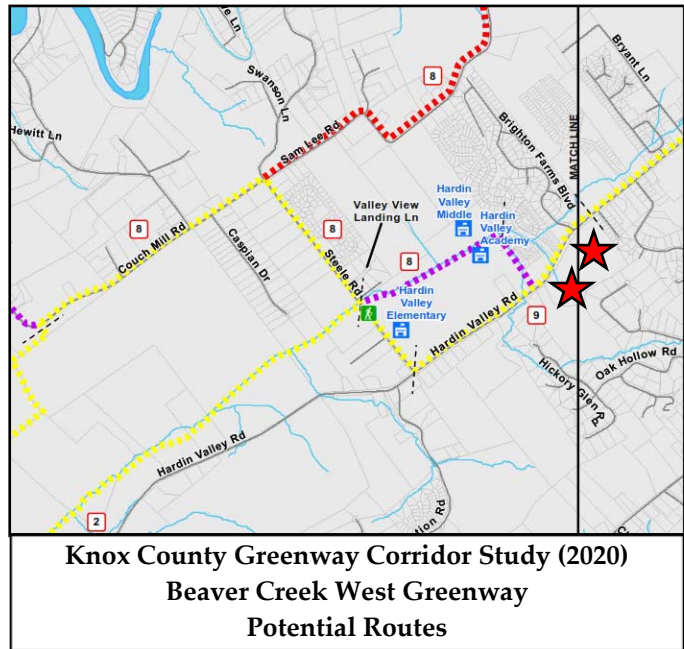 Bryant Ln
Swanson Ln
8
MATCH LINE
Hewitt Ln
Sam Lee Rd
Brighton Farms Blvd
Valley View
Landing Ln
Hardin
Valley
Middle
Hardin
Valley
Academy
8
Couch Mill Rd
8
Caspian Dr
Steele Rd
8
Hardin
Valley
Elementary
Hardin Valley Rd
9
Oak Hollow Rd
Hickory Glen Rd
Hardin Valley Rd
2
Knox County Greenway Corridor Study (2020)
Beaver Creek West Greenway
Potential Routes